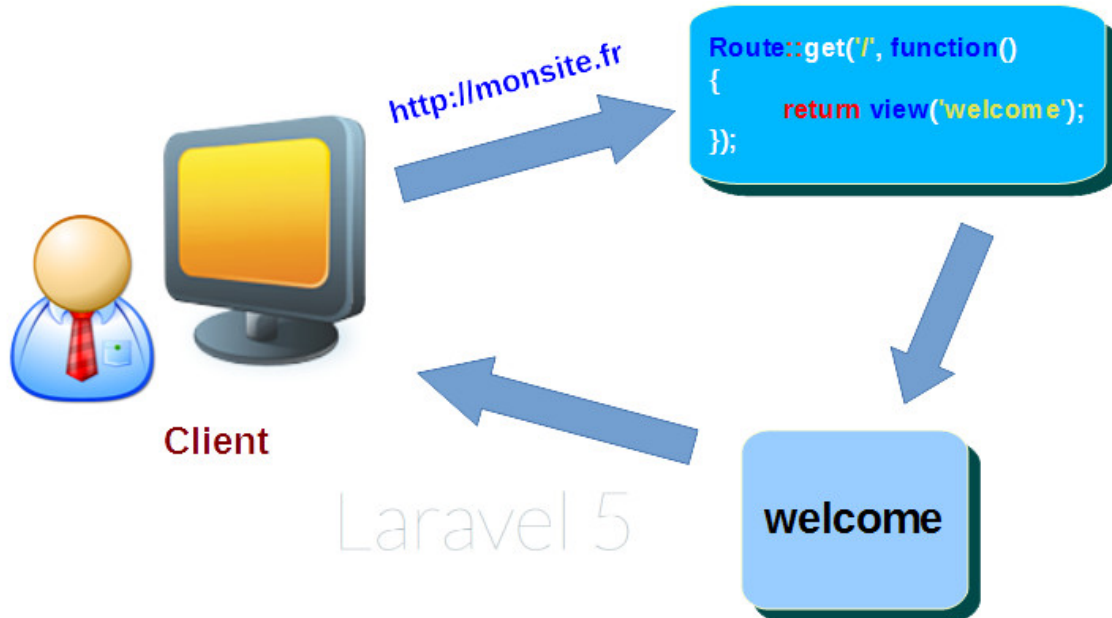 http://monsite.fr
Route::get('/', function()
{
return view('welcome');
});
Client
welcome
Laravel 5